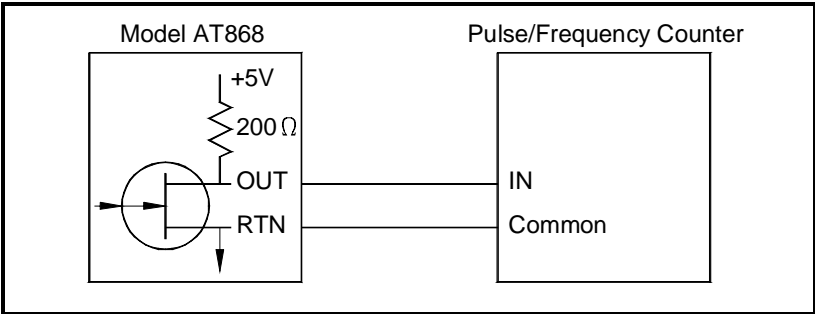 Model AT868
Pulse/Frequency Counter
+5V
200 Ω
OUT
IN
RTN
Common